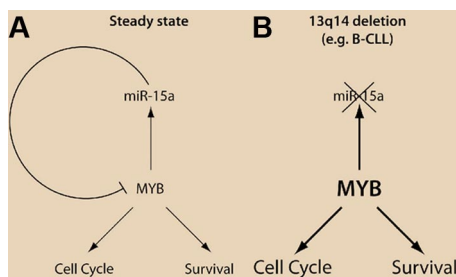 A
Steady state
miR-15a
MYB
Cell Cycle
Survival
B
13q14 deletion
(e.g. B-CLL)
miR-15a
MYB
Cell Cycle
Survival